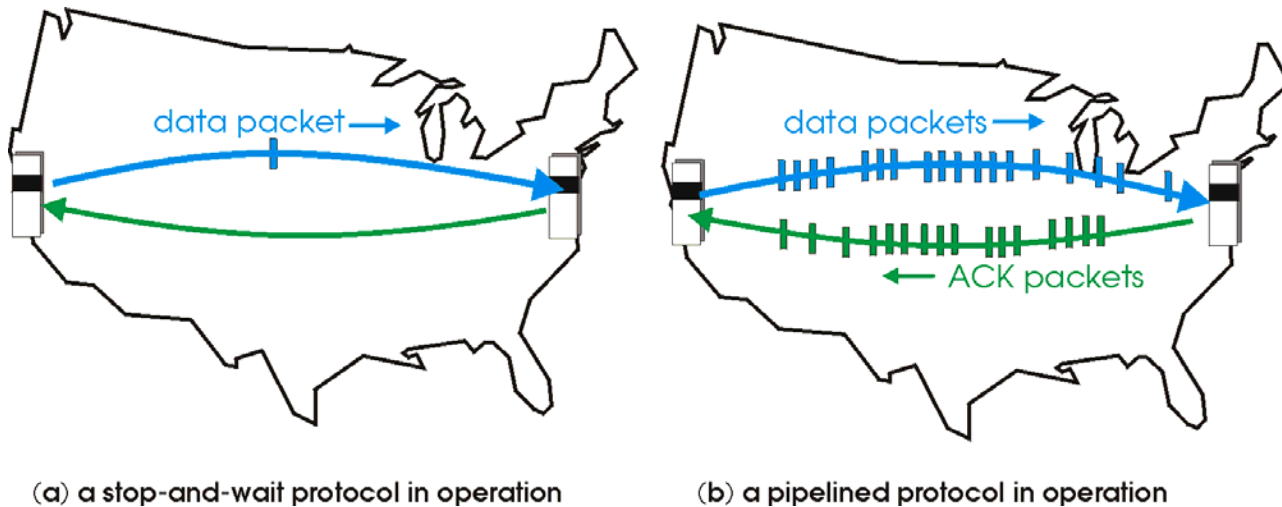 data packet
data packets
ACK packets
(a) a stop-and-wait protocol in operation
(b) a pipelined protocol in operation